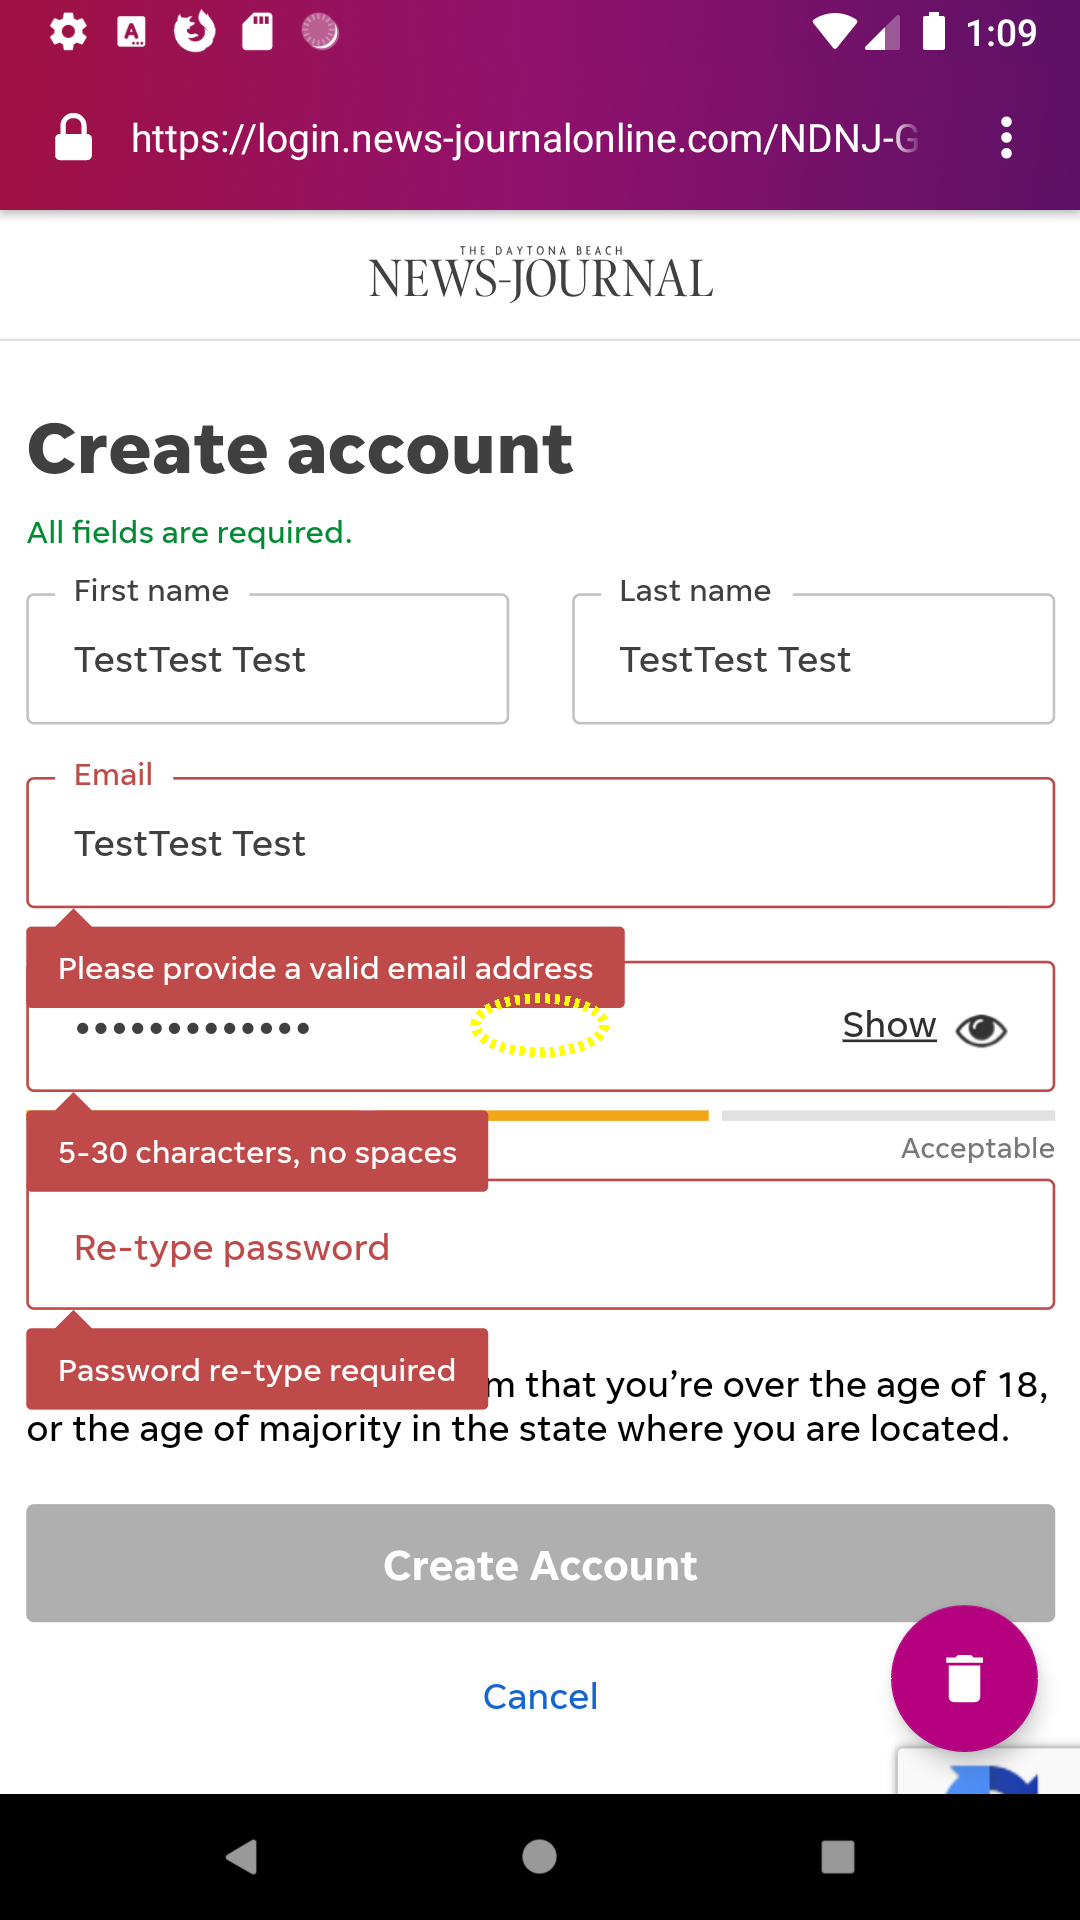 1:09
https://login.news-journalonline.com/NDNJ-G
THE DAYTONA BEACH
NEWS-JOURNAL
Create account
All fields are required.
First name
Last name
TestTest Test
TestTest Test
Email
TestTest Test
Please provide a valid email address
•••••••••••••
Show
5-30 characters, no spaces
Acceptable
Re-type password
Password re-type required
m that you’re over the age of 18,
or the age of majority in the state where you are located.
Create Account
Cancel